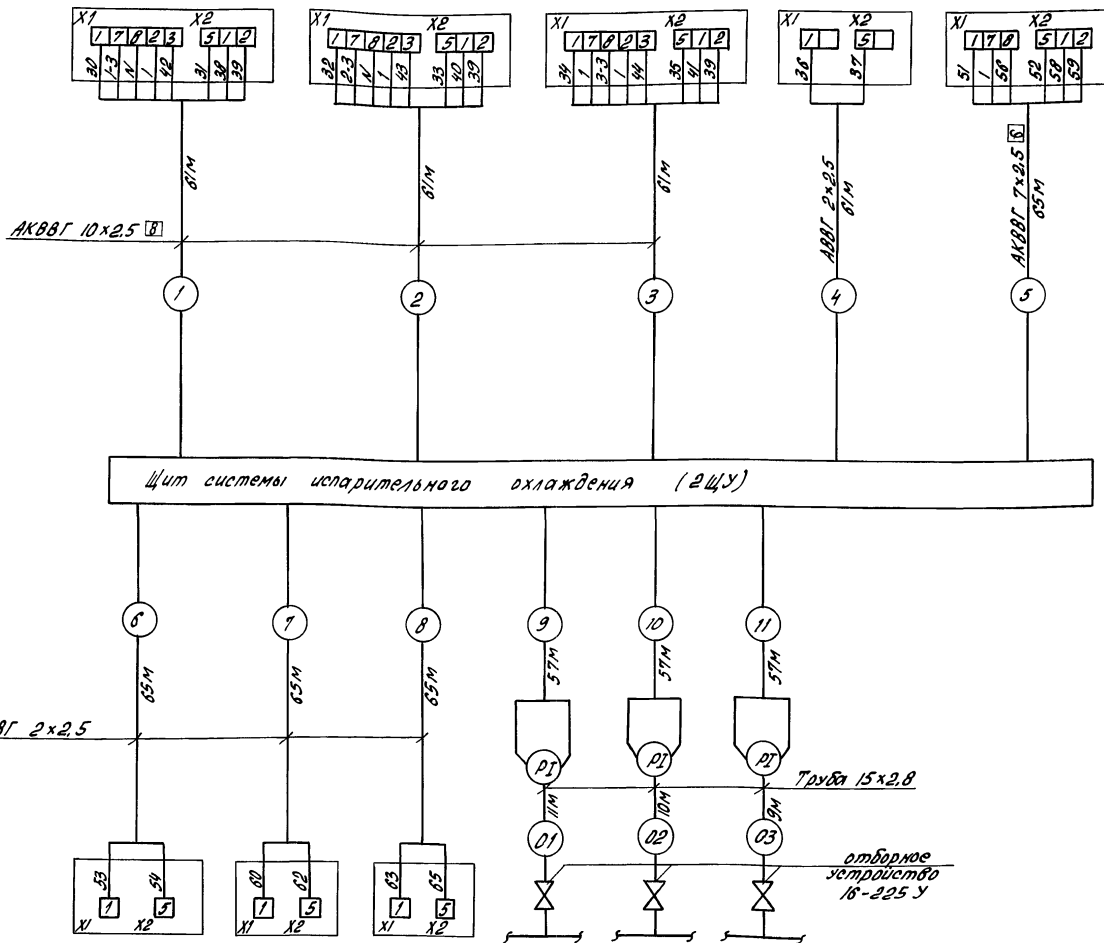 X1 X2
1 7 8 2 3 5 1 2
30 1-3 N 1 42 31 38 39
61М
X1 X2
1 7 8 2 3 5 1 2
32 2-3 N 1 43 33 40 39
61М
X1 X2
1 7 8 2 3 5 1 2
34 1 3-3 1 44 35 41 39
61М
X1 X2
1 5
36 37
АВВГ 2×2.5
61М
X1 X2
1 7 8 5 1 2
51 1 56 52 58 59
АКВВГ 7×2.5
65М
АКВВГ 10×2.5 8
1 2 3 4 5
Щит системы испарительного охлаждения (2ЩУ)
6 7 8 9 10 11
65М 65М 65М 57М 57М 57М
ВГ 2×2,5
PI PI PI
Труба 15×2,8
11М 10М 9М
01 02 03
отборное
устройство
16-225 У
53 54
1 5
X1 X2
60 62
1 5
X1 X2
63 65
1 5
X1 X2